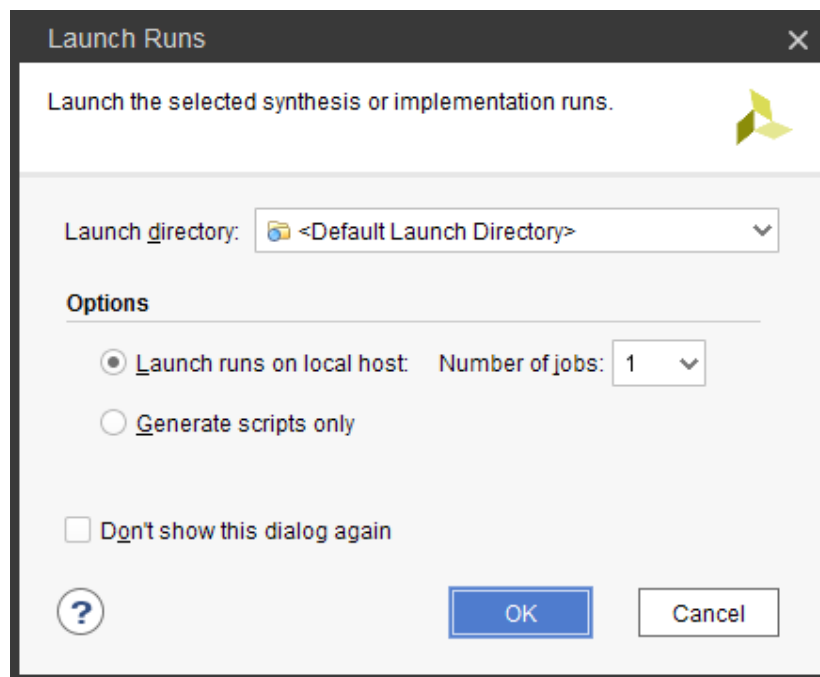 Launch Runs
Launch the selected synthesis or implementation runs.
Launch directory: <Default Launch Directory>
Options
Launch runs on local host: Number of jobs: 1
Generate scripts only
Don't show this dialog again
? OK Cancel